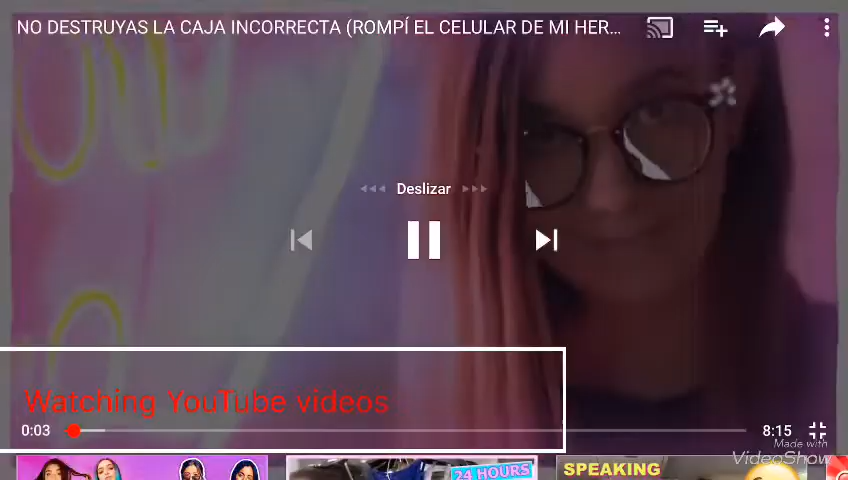 NO DESTRUYAS LA CAJA INCORRECTA (ROMPÍ EL CELULAR DE MI HER...
Deslizar
Watching YouTube videos
0:03
8:15
Made with
VideoShow
24 HOURS
SPEAKING